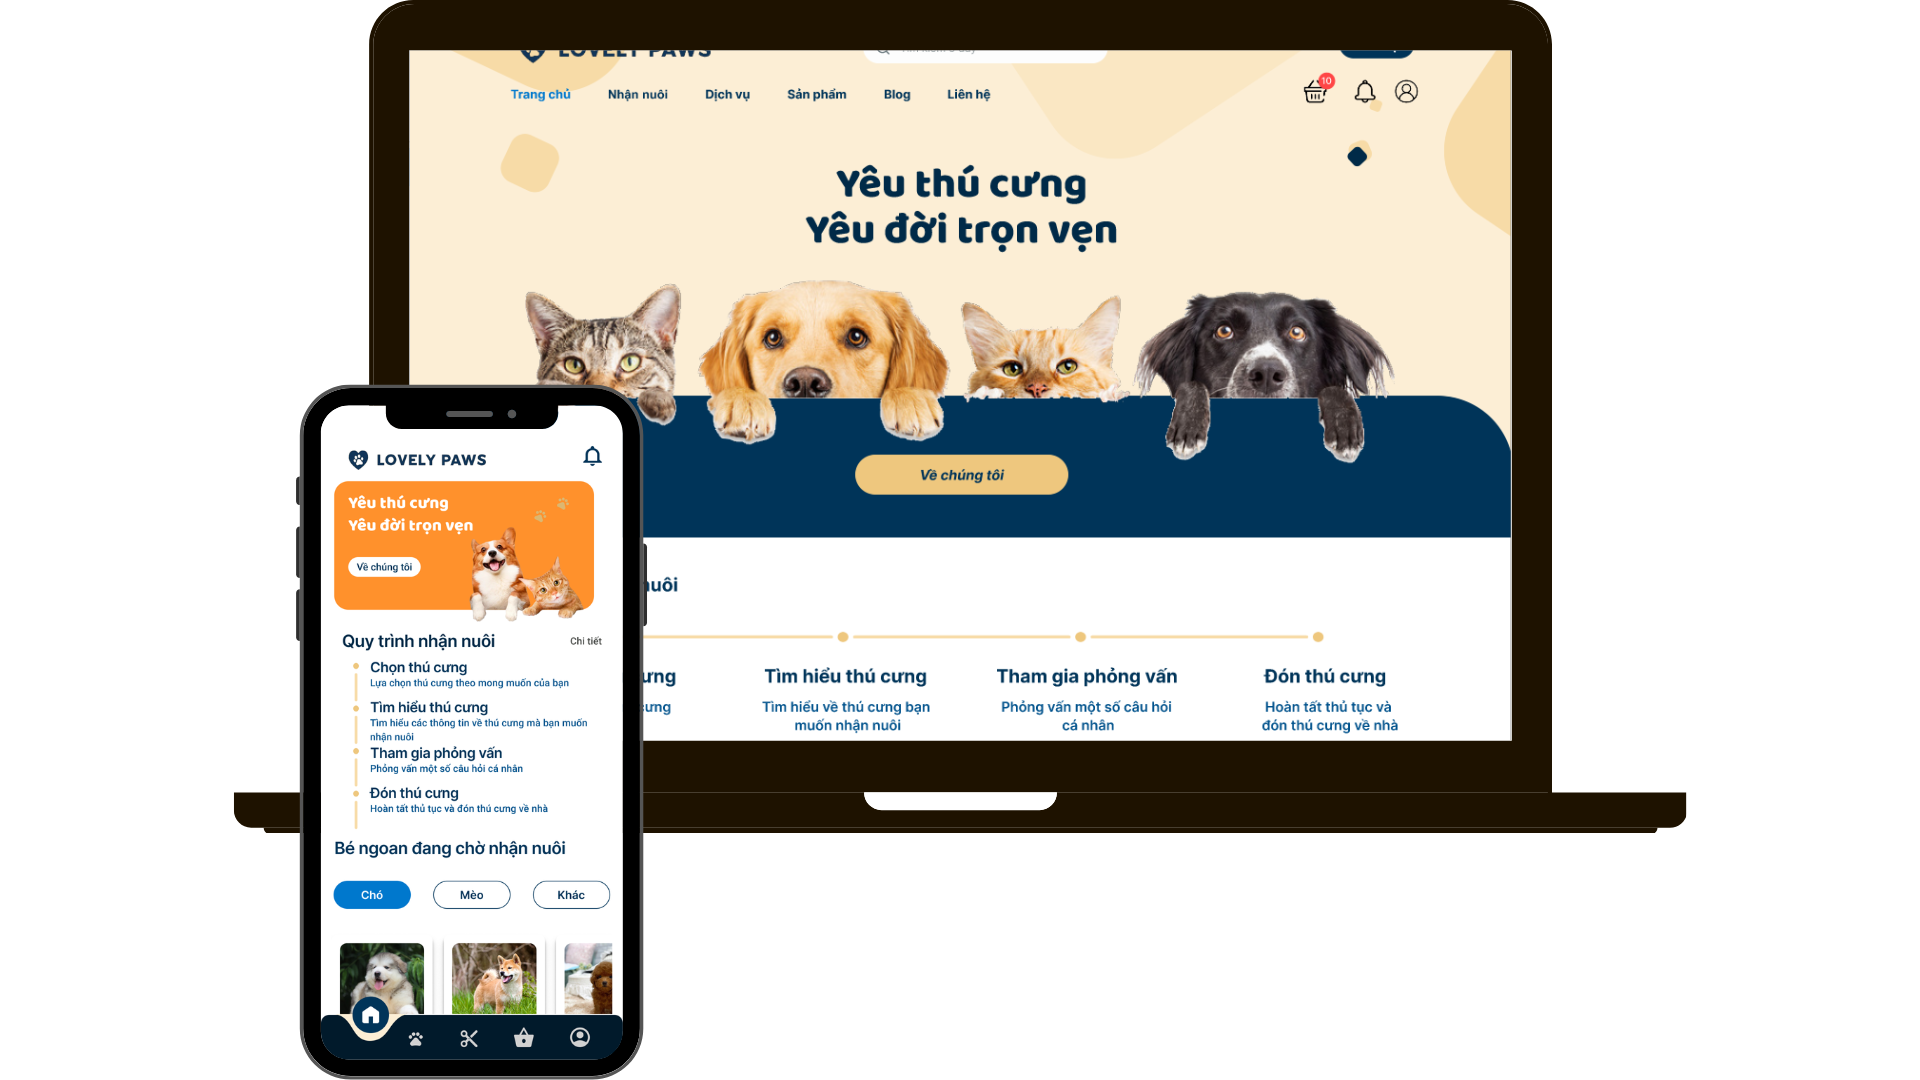 LOVELY PAWS
Trang chủ
Nhận nuôi
Dịch vụ
Sản phẩm
Blog
Liên hệ
10
Yêu thú cưng
Yêu đời trọn vẹn
Về chúng tôi
nuôi
Tìm hiểu thú cưng
Tìm hiểu về thú cưng bạn
muốn nhận nuôi
Tham gia phỏng vấn
Phỏng vấn một số câu hỏi
cá nhân
Đón thú cưng
Hoàn tất thủ tục và
đón thú cưng về nhà
LOVELY PAWS
Yêu thú cưng
Yêu đời trọn vẹn
Về chúng tôi
Quy trình nhận nuôi
Chi tiết
Chọn thú cưng
Lựa chọn thú cưng theo mong muốn của bạn
Tìm hiểu thú cưng
Tìm hiểu các thông tin về thú cưng mà bạn muốn
nhận nuôi
Tham gia phỏng vấn
Phỏng vấn một số câu hỏi cá nhân
Đón thú cưng
Hoàn tất thủ tục và đón thú cưng về nhà
Bé ngoan đang chờ nhận nuôi
Chó
Mèo
Khác